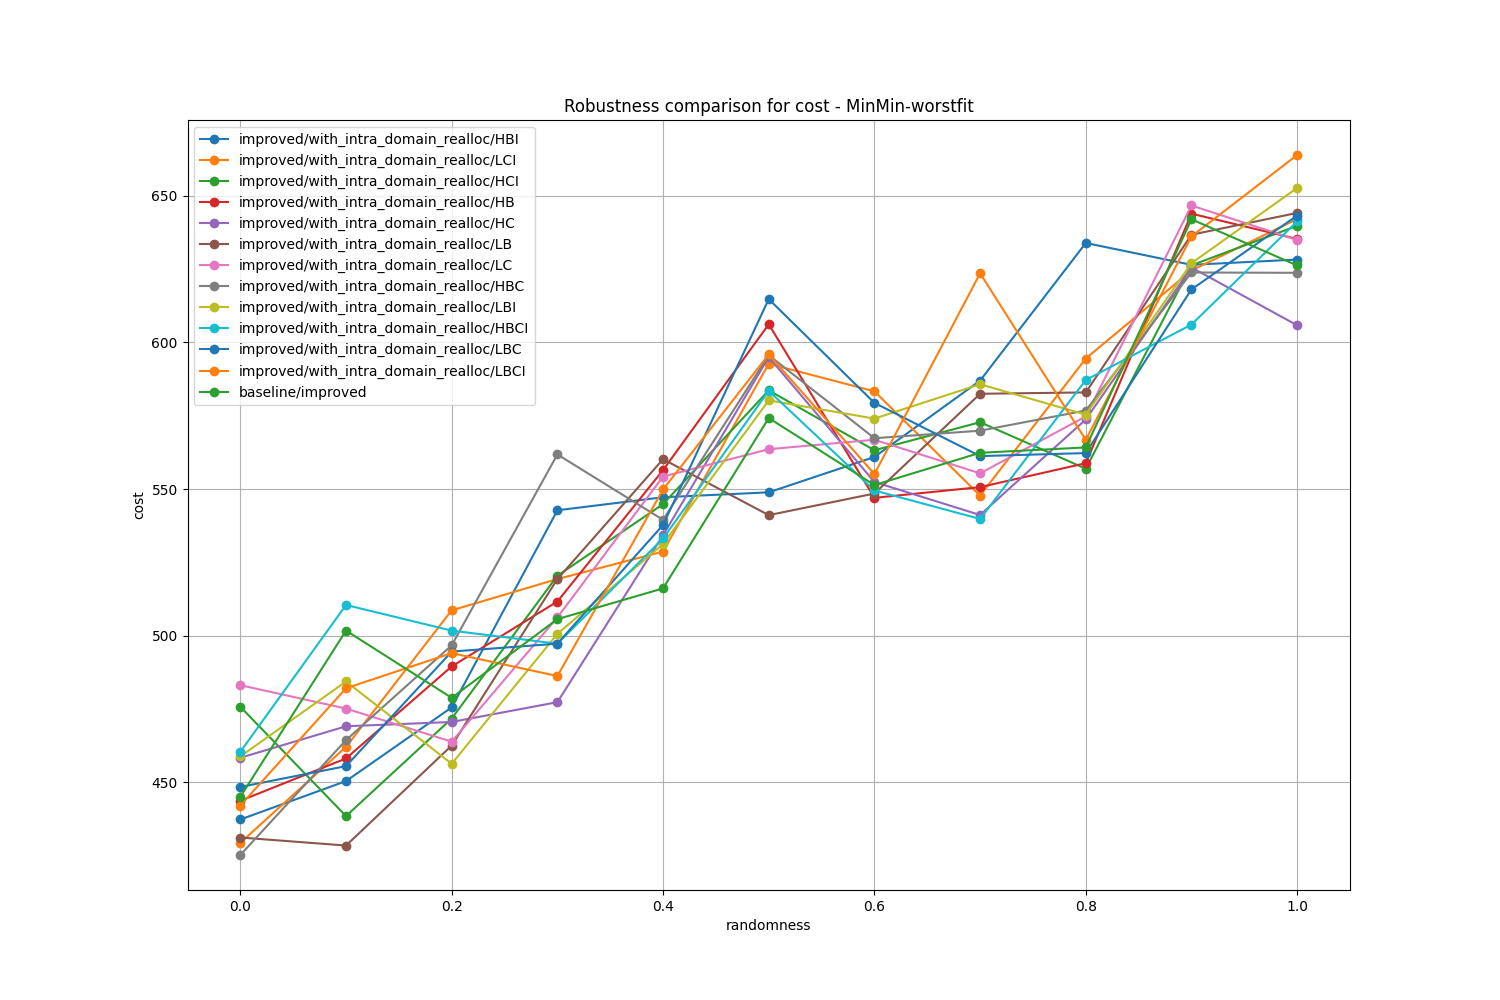 Robustness comparison for cost - MinMin-worstfit
improved/with_intra_domain_realloc/HBI
improved/with_intra_domain_realloc/LCI
improved/with_intra_domain_realloc/HCI
improved/with_intra_domain_realloc/HB
improved/with_intra_domain_realloc/HC
improved/with_intra_domain_realloc/LB
improved/with_intra_domain_realloc/LC
improved/with_intra_domain_realloc/HBC
improved/with_intra_domain_realloc/LBI
improved/with_intra_domain_realloc/HBCI
improved/with_intra_domain_realloc/LBC
improved/with_intra_domain_realloc/LBCI
baseline/improved
650
600
550
500
450
cost
0.0 0.2 0.4 0.6 0.8 1.0
randomness